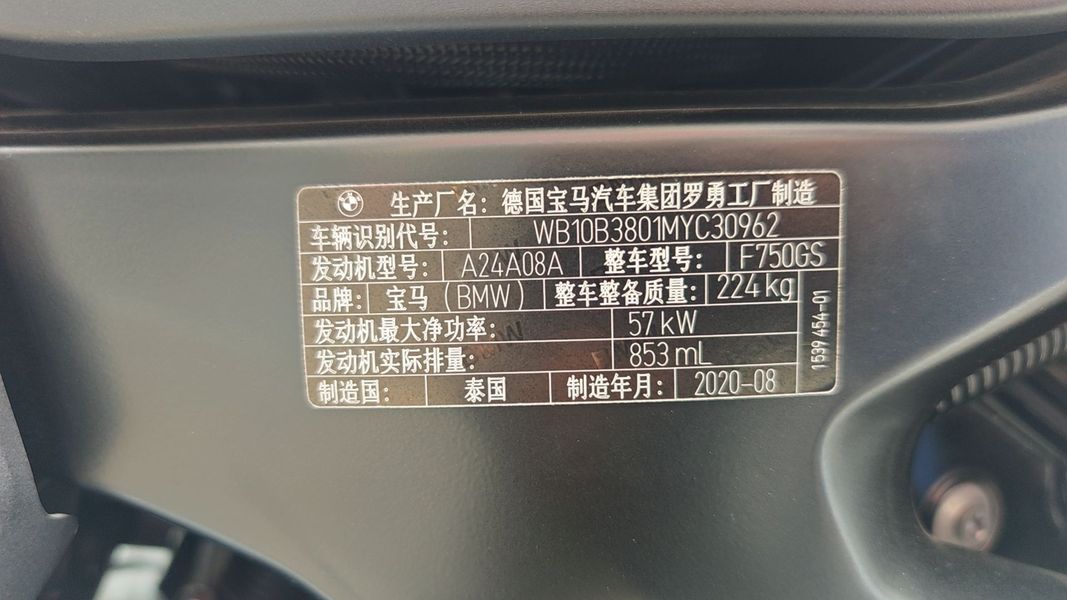 生产厂名：德国宝马汽车集团罗勇工厂制造
车辆识别代号： WB10B3801MYC30962
发动机型号： A24A08A 整车型号： F750GS
品牌： 宝马（BMW） 整车整备质量： 224kg
发动机最大净功率： 57kW
发动机实际排量： 853mL
制造国： 泰国 制造年月： 2020-08
1539 454-01